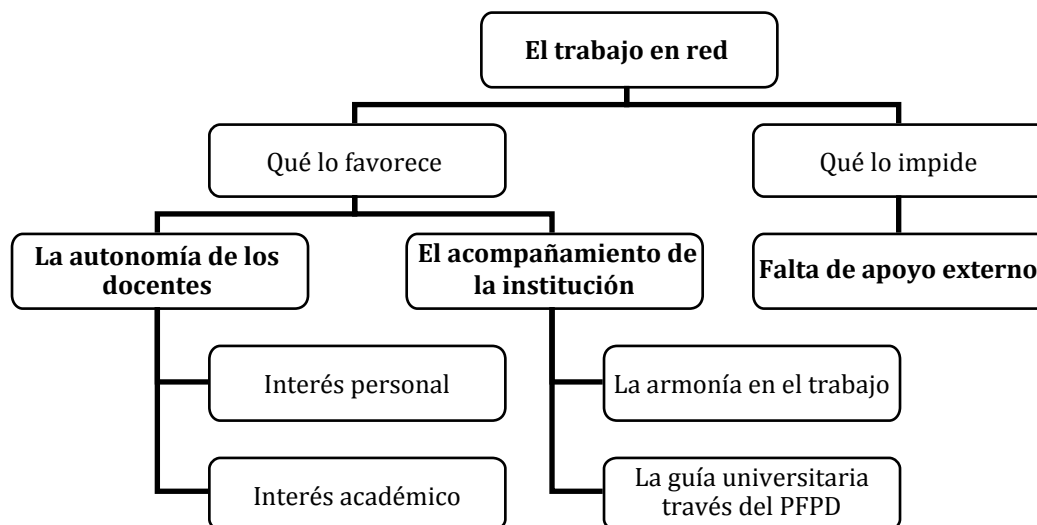 El trabajo en red
Qué lo favorece
Qué lo impide
La autonomía de los
docentes
El acompañamiento de
la institución
Falta de apoyo externo
Interés personal
La armonía en el trabajo
Interés académico
La guía universitaria
través del PFPD